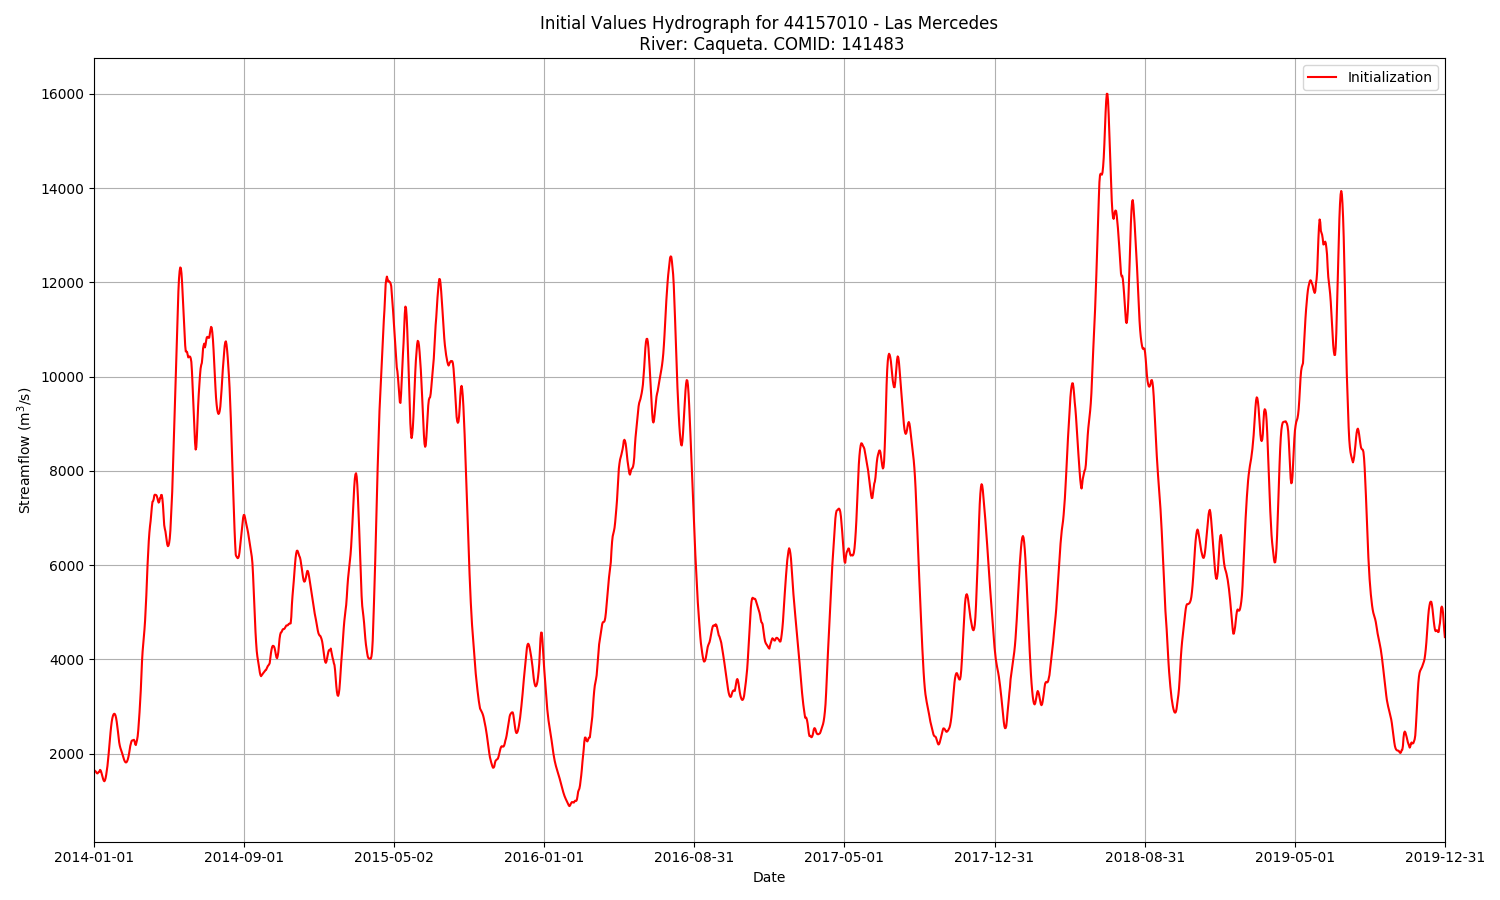 Initial Values Hydrograph for 44157010 - Las Mercedes
River: Caqueta. COMID: 141483
Initialization
16000
14000
12000
10000
8000
6000
4000
2000
Streamflow (m³/s)
2014-01-01 2014-09-01 2015-05-02 2016-01-01 2016-08-31 2017-05-01 2017-12-31 2018-08-31 2019-05-01 2019-12-31
Date